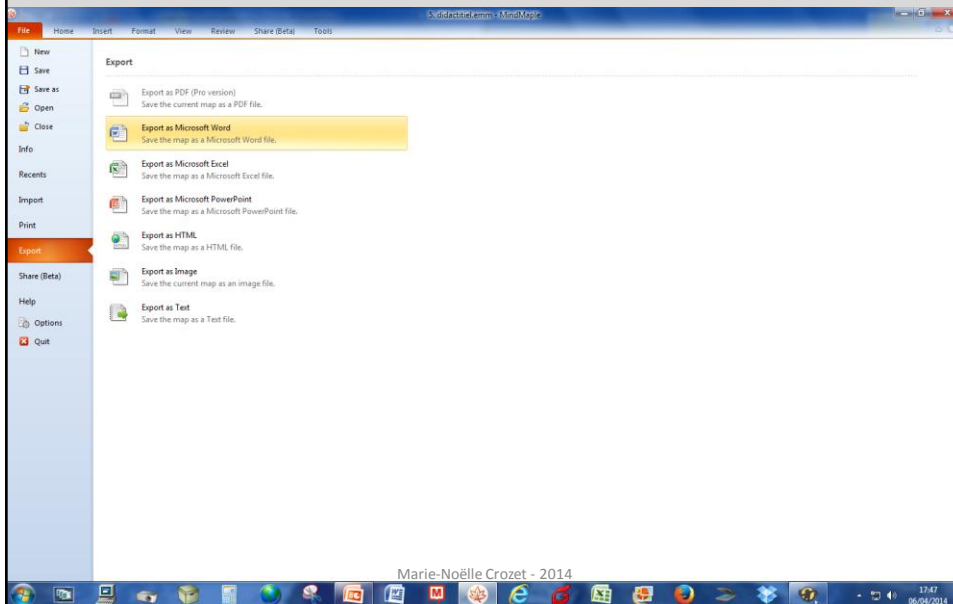 5. didactitiel.emm - MindMaple
File Home Insert Format View Review Share (Beta) Tools
New
Save
Save as
Open
Close
Info
Recents
Import
Print
Export
Share (Beta)
Help
Options
Quit
Export
Export as PDF (Pro version)
Save the current map as a PDF file.
Export as Microsoft Word
Save the map as a Microsoft Word file.
Export as Microsoft Excel
Save the map as a Microsoft Excel file.
Export as Microsoft PowerPoint
Save the map as a Microsoft PowerPoint file.
Export as HTML
Save the map as a HTML file.
Export as Image
Save the current map as an image file.
Export as Text
Save the map as a Text file.
Marie-Noëlle Crozet - 2014
17:47
06/04/2014